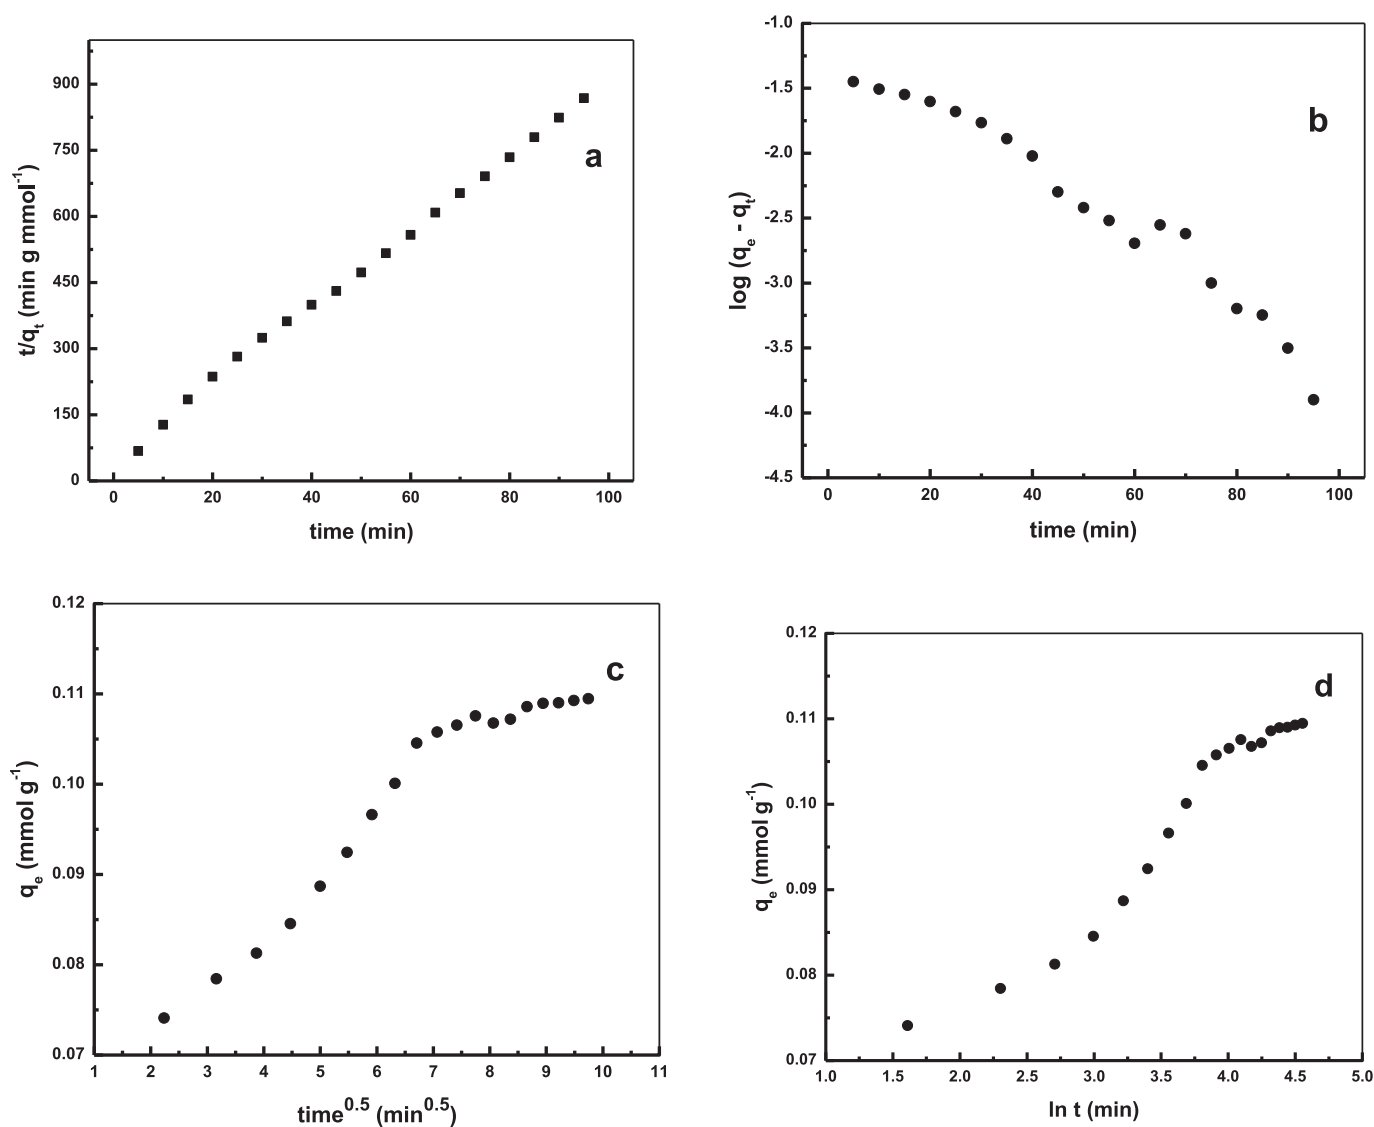 900
750
600
450
300
150
0
0 20 40 60 80 100
t/qt (min g mmol-1)
time (min)
a
-1.0
-1.5
-2.0
-2.5
-3.0
-3.5
-4.0
-4.5
0 20 40 60 80 100
log (qe - qt)
time (min)
b
0.12
0.11
0.10
0.09
0.08
0.07
1 2 3 4 5 6 7 8 9 10 11
qe (mmol g-1)
time0.5 (min0.5)
c
0.12
0.11
0.10
0.09
0.08
0.07
1.0 1.5 2.0 2.5 3.0 3.5 4.0 4.5 5.0
qe (mmol g-1)
ln t (min)
d